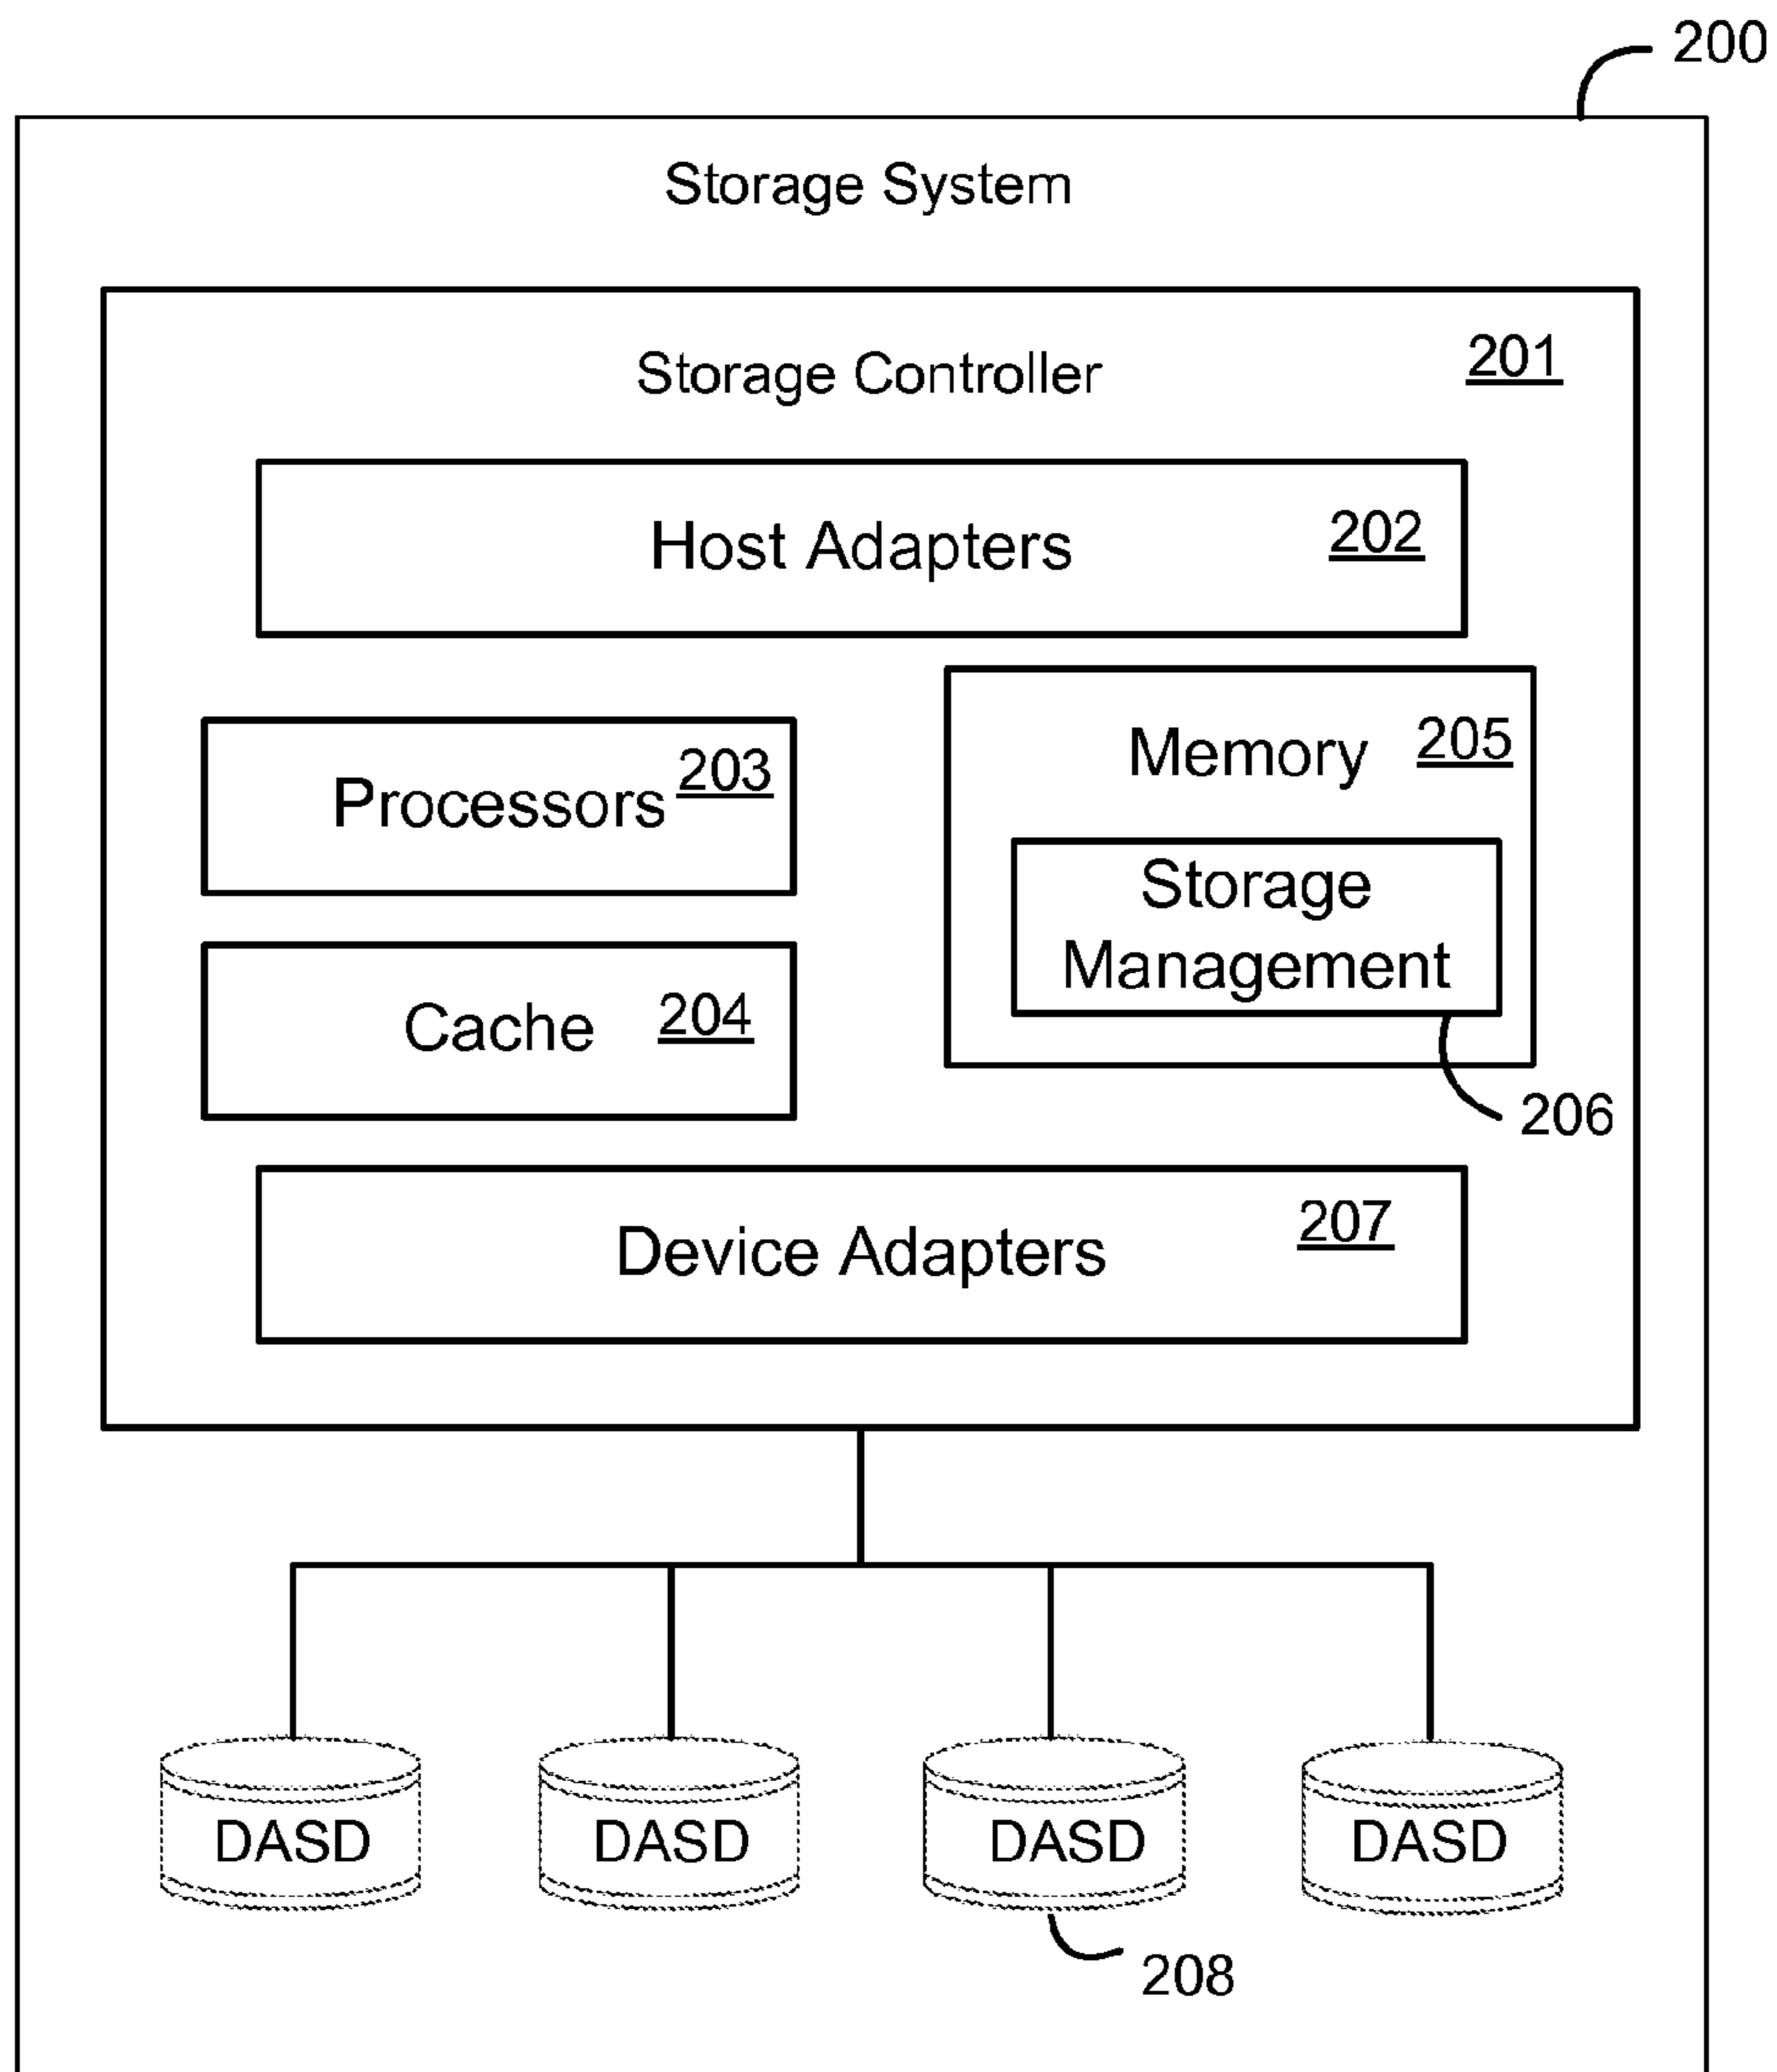 200
Storage System
Storage Controller
201
Host Adapters
202
Processors
203
Memory
205
Storage
Management
Cache
204
206
Device Adapters
207
DASD
DASD
DASD
DASD
208